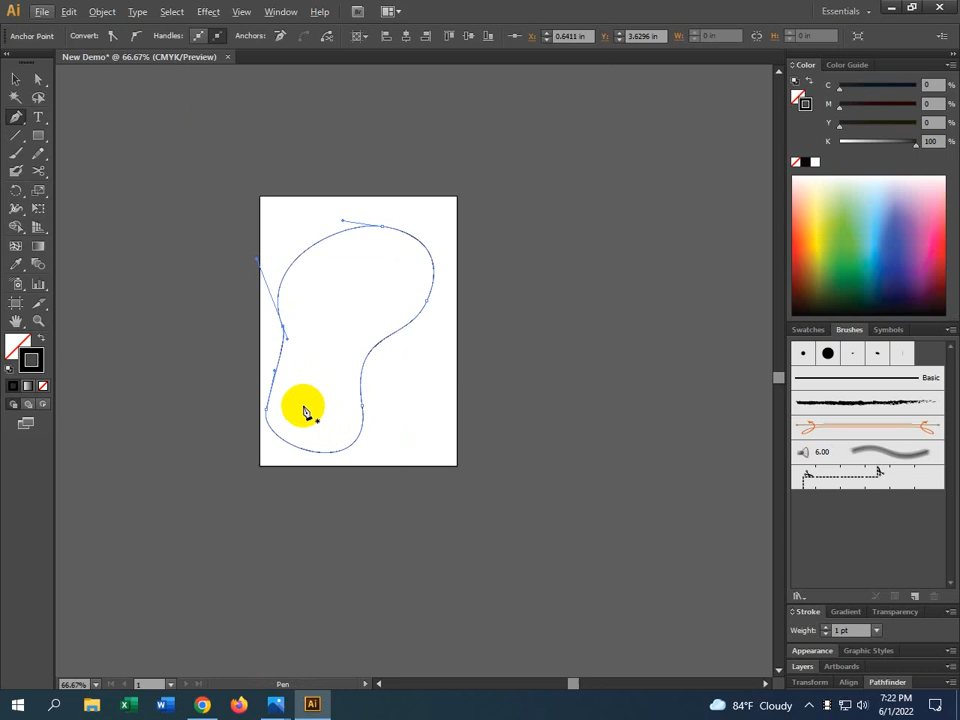 Ai File Edit Object Type Select Effect View Window Help Br Essentials
Anchor Point Convert: Handles: Anchors: X: 0.6411 in Y: 3.6296 in W: 0 in H: 0 in
New Demo* @ 66.67% (CMYK/Preview) ×
Color Color Guide
C 0 %
M 0 %
Y 0 %
K 100 %
T
Swatches Brushes Symbols
Basic
6.00
Stroke Gradient Transparency
Weight: 1 pt
Appearance Graphic Styles
Layers Artboards
Transform Align Pathfinder
66.67% 1 Pen
84°F Cloudy
7:22 PM
6/1/2022